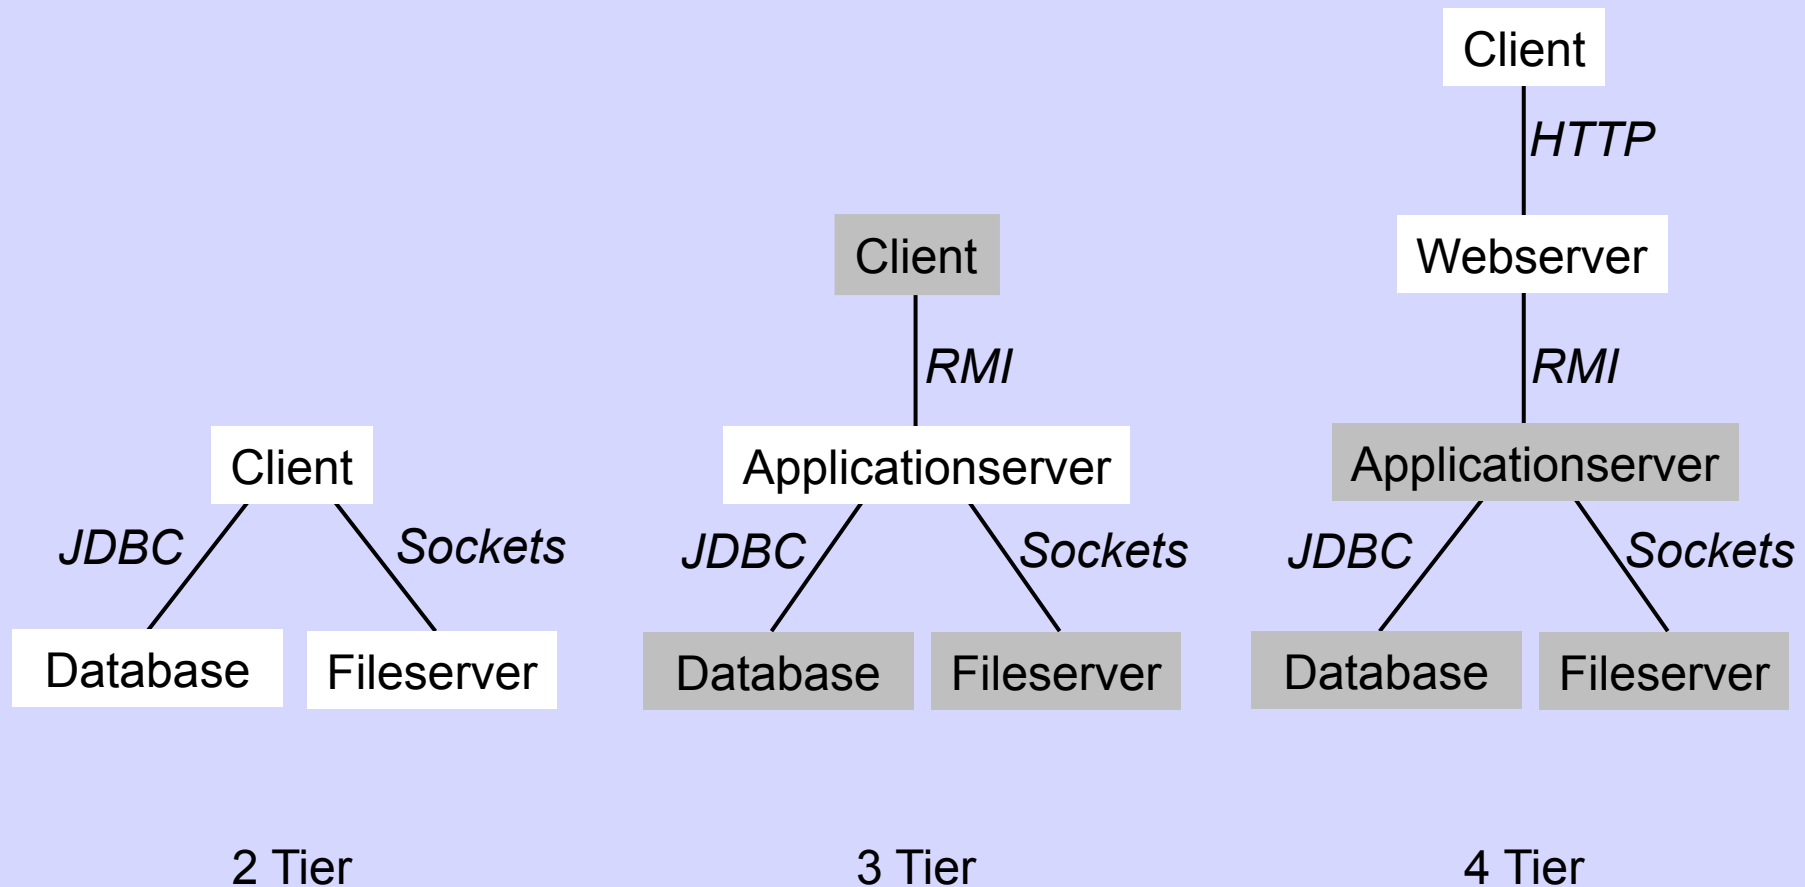 Client
JDBC
Sockets
Database
Fileserver
2 Tier
Client
RMI
Applicationserver
JDBC
Sockets
Database
Fileserver
3 Tier
Client
HTTP
Webserver
RMI
Applicationserver
JDBC
Sockets
Database
Fileserver
4 Tier